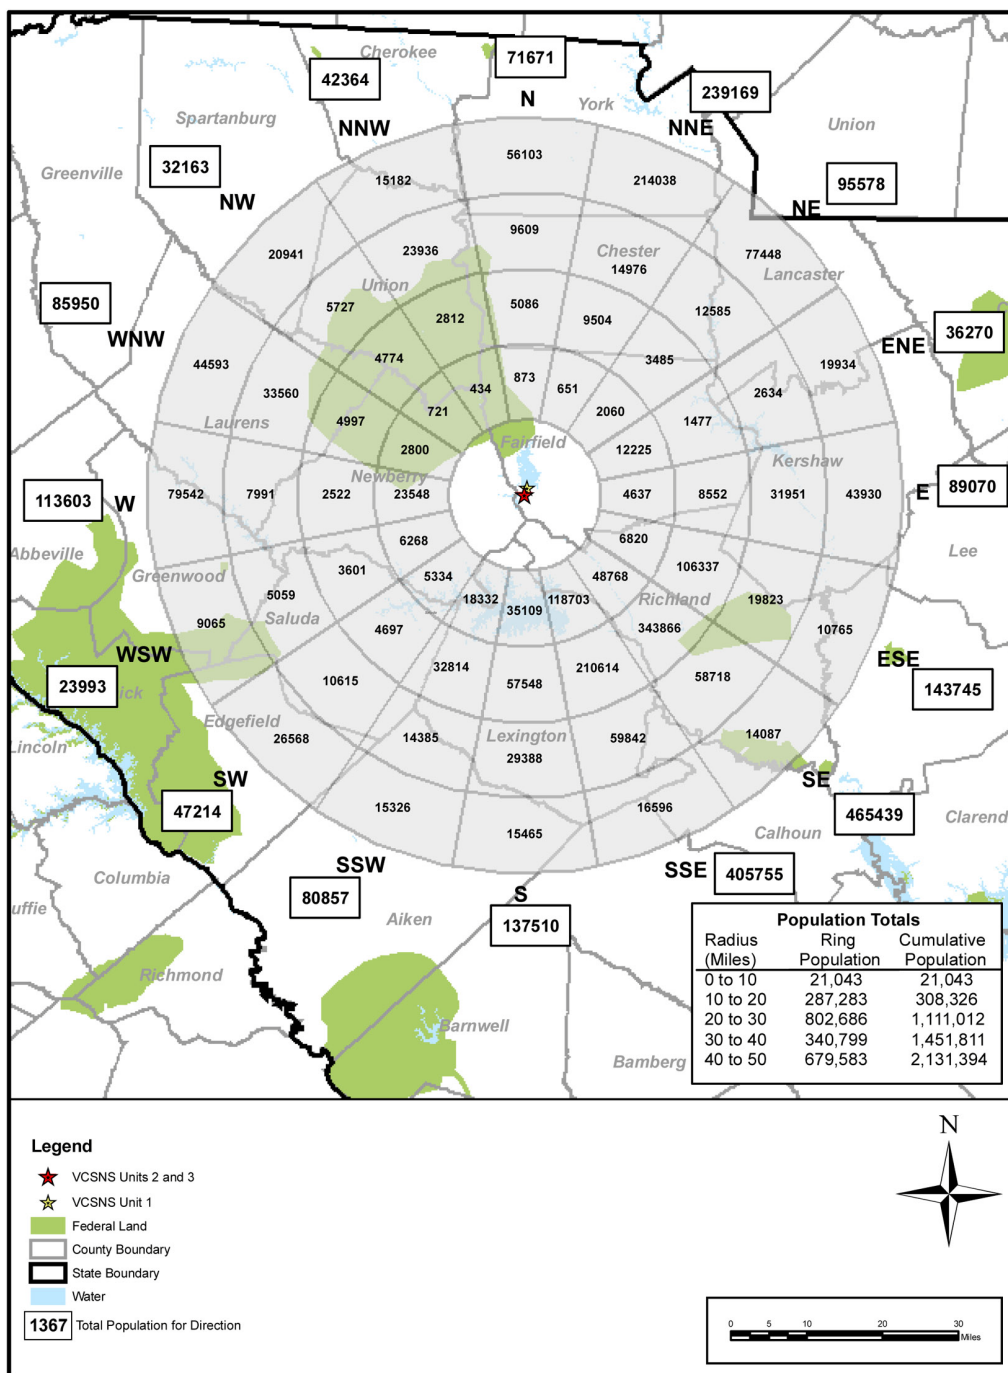 Cherokee
71671
42364
N
York
239169
Spartanburg
NNW
NNE
Union
Greenville
32163
NW
95578
NE
56103
15182
214038
20941
23936
9609
Chester
14976
77448
Lancaster
85950
WNW
Union
5727
2812
5086
9504
12585
36270
ENE
44593
33560
4774
434
873
651
3485
2634
19934
Laurens
4997
721
2060
1477
2800
Fairfield
12225
Kershaw
Newberry
113603
W
79542
7991
2522
23548
4637
8552
31951
43930
E
89070
Abbeville
6268
6820
Lee
Greenwood
3601
5334
48768
106337
5059
Saluda
18332
35109
118703
Richland
19823
9065
4697
343866
10765
WSW
ESE
23993
ick
32814
57548
210614
58718
143745
10615
Edgefield
26568
14385
Lexington
29388
59842
14087
Lincoln
SW
SE
47214
15326
15465
16596
465439
Calhoun
Clarend
Columbia
SSW
80857
S
SSE
405755
uffie
Aiken
137510
Richmond
Barnwell
Bamberg
Population Totals
Radius (Miles) Ring Population Cumulative Population
0 to 10 21,043 21,043
10 to 20 287,283 308,326
20 to 30 802,686 1,111,012
30 to 40 340,799 1,451,811
40 to 50 679,583 2,131,394
Legend
VCSNS Units 2 and 3
VCSNS Unit 1
Federal Land
County Boundary
State Boundary
Water
1367 Total Population for Direction
N
0 5 10 20 30
Miles